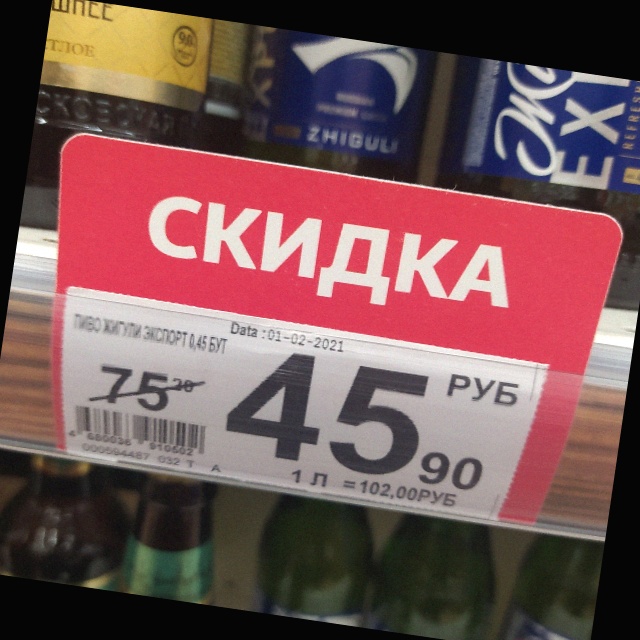 ZHIGULI
СКИДКА
ПИВО ЖИГУЛИ ЭКСПОРТ 0,45 БУТ
Data :01-02-2021
75
45 90 РУБ
1 Л =102,00РУБ